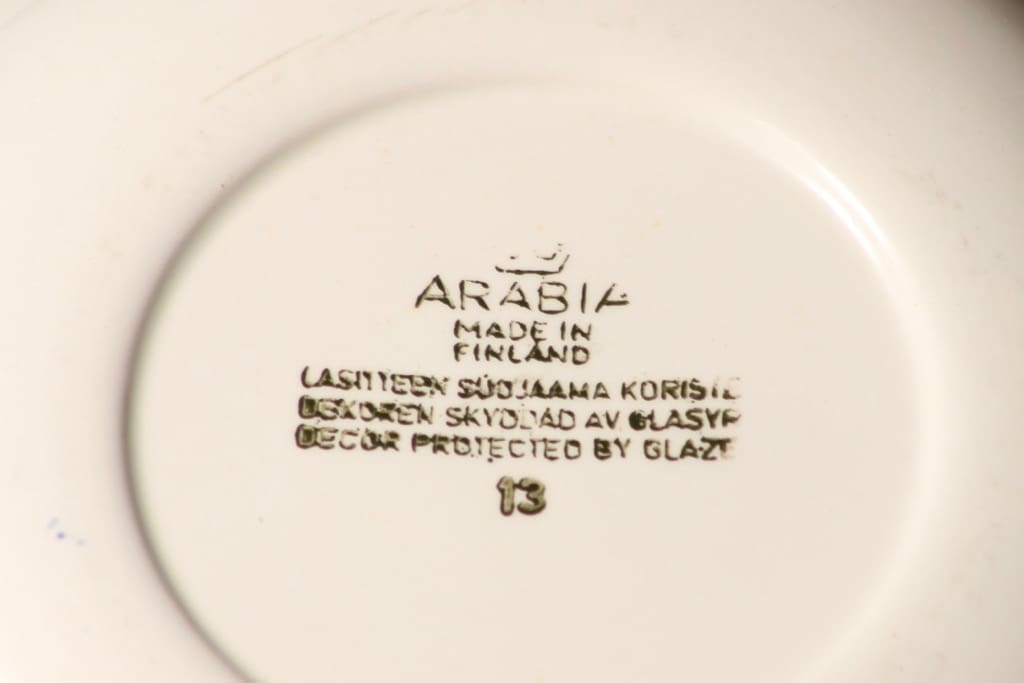 ARABIA
MADE IN
FINLAND
LASITTEEN SUOJAAMA KORISTE
DEKOREN SKYDDAD AV GLASYR
DECOR PROTECTED BY GLAZE
13